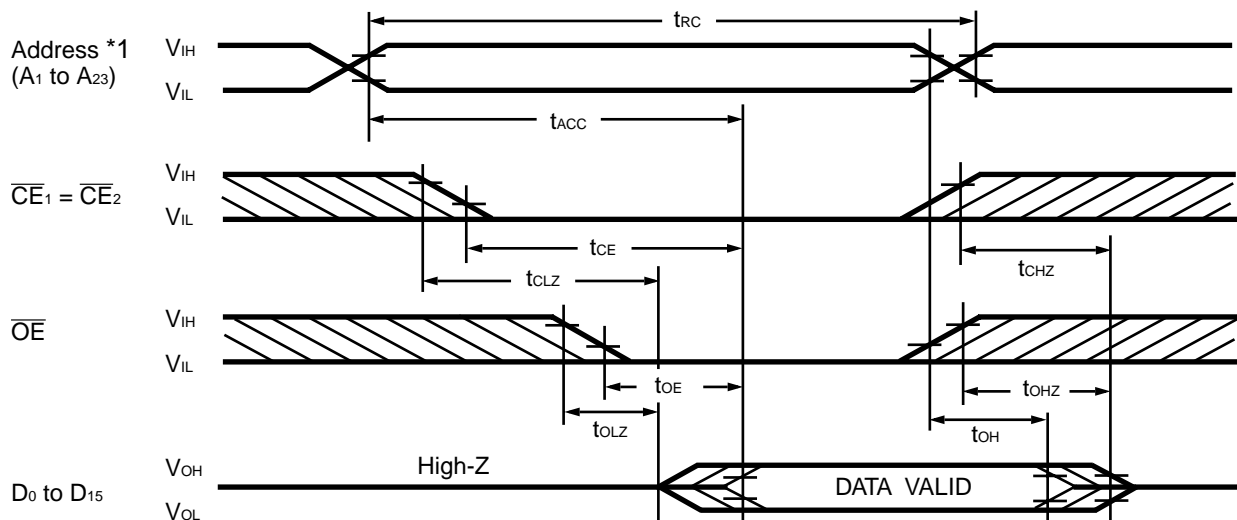 tRC
Address *1
(A1 to A23)
VIH
VIL
tACC
CE1 = CE2
VIH
VIL
tCE
tCHZ
tCLZ
OE
VIH
VIL
tOE
tOHZ
tOLZ
tOH
D0 to D15
VOH
VOL
High-Z
DATA VALID